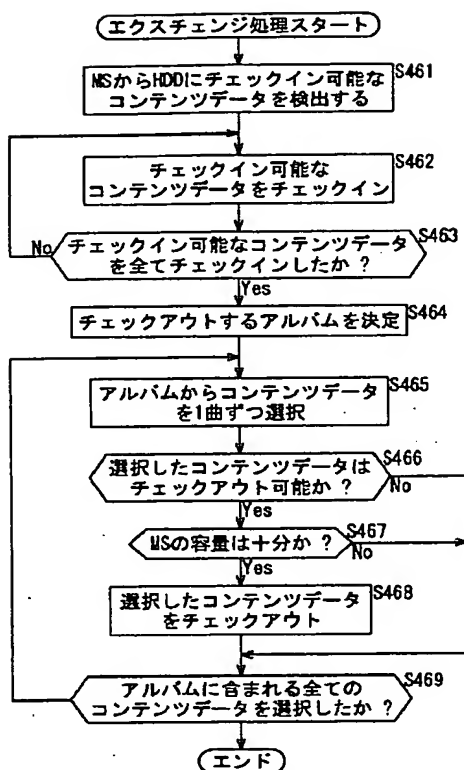 エクスチェンジ処理スタート
MSからHDDにチェックイン可能な
コンテンツデータを検出する
S461
チェックイン可能な
コンテンツデータをチェックイン
S462
チェックイン可能なコンテンツデータ
を全てチェックインしたか ?
S463
No
Yes
チェックアウトするアルバムを決定
S464
アルバムからコンテンツデータ
を1曲ずつ選択
S465
選択したコンテンツデータは
チェックアウト可能か ?
S466
No
Yes
MSの容量は十分か ?
S467
No
Yes
選択したコンテンツデータ
をチェックアウト
S468
アルバムに含まれる全ての
コンテンツデータを選択したか ?
S469
エンド